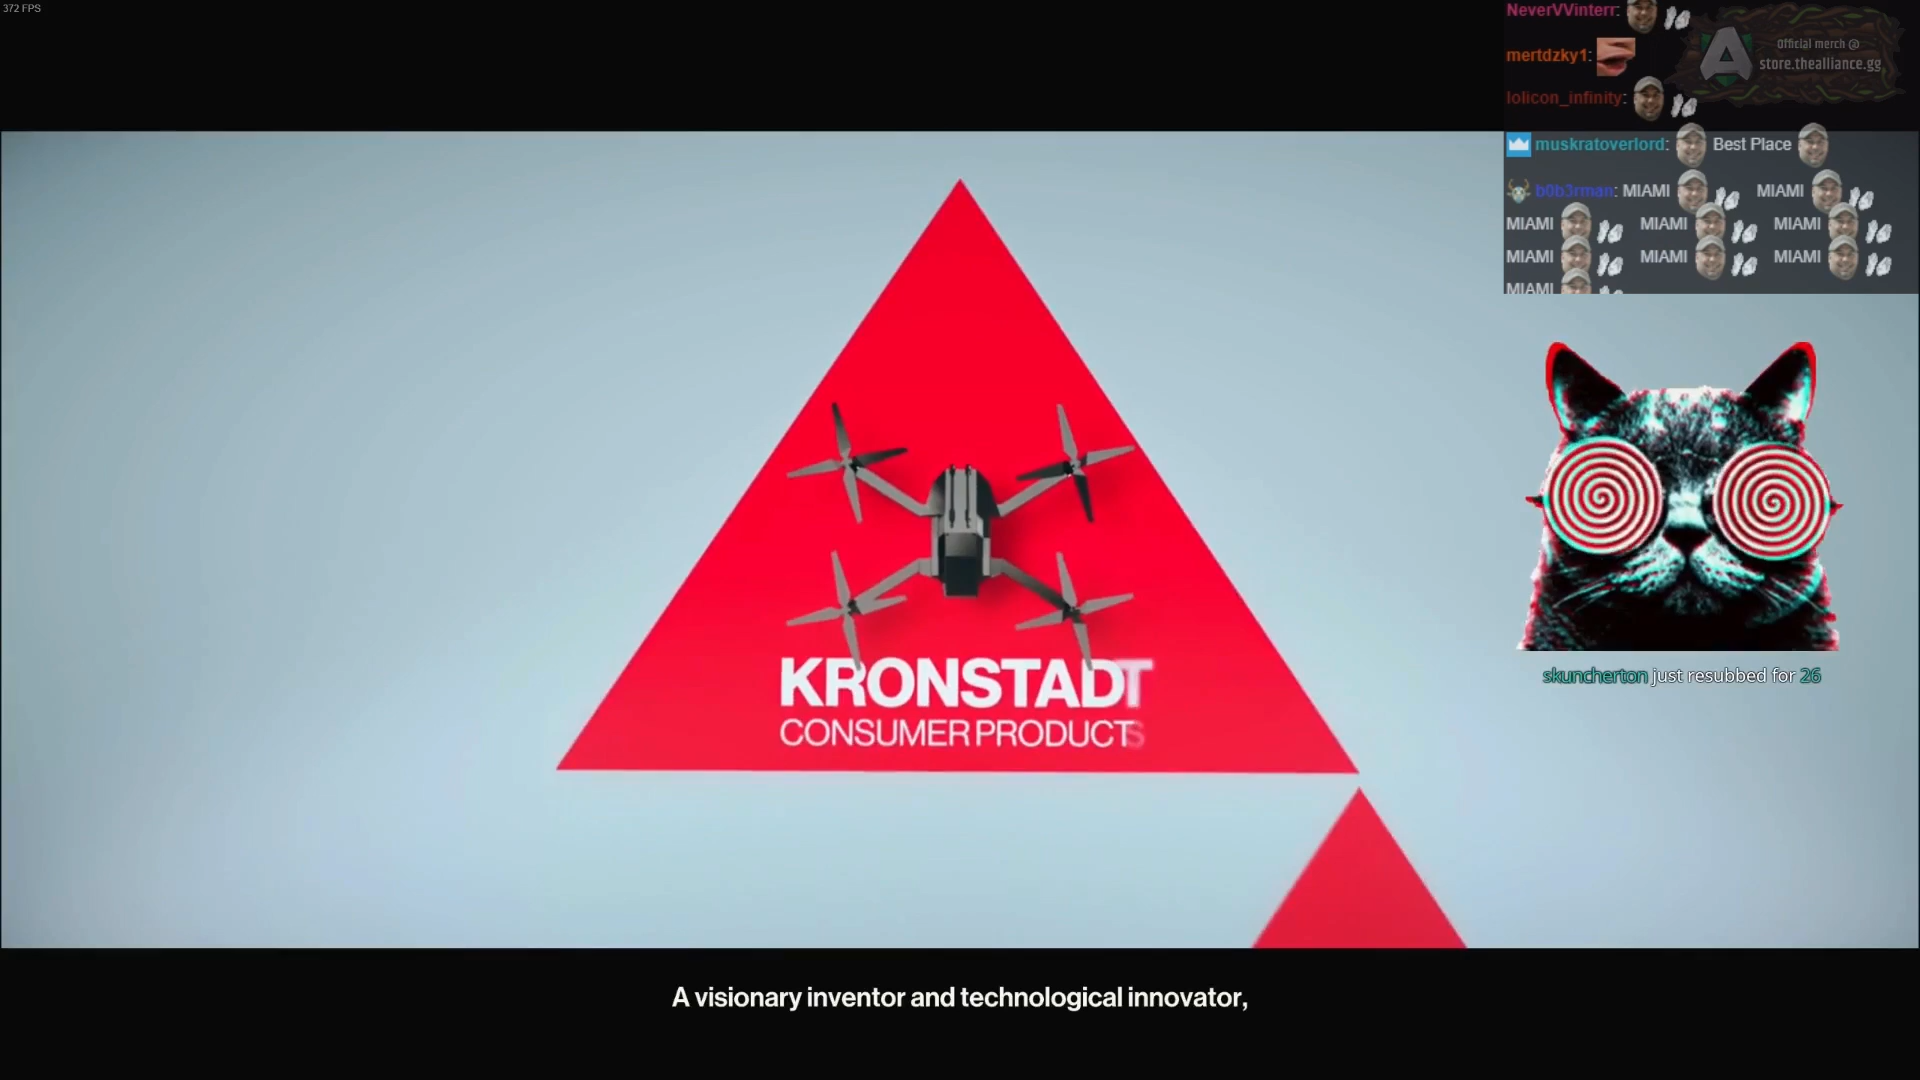 372 FPS
NeverVVinterr:
mertdzky1:
lolicon_infinity:
Official merch @
store.thealliance.gg
muskratoverlord: Best Place
b0b3rman: MIAMI MIAMI
MIAMI MIAMI MIAMI
MIAMI MIAMI MIAMI
MIAMI
KRONSTADT
CONSUMER PRODUCTS
skuncherton just resubbed for 26
A visionary inventor and technological innovator,